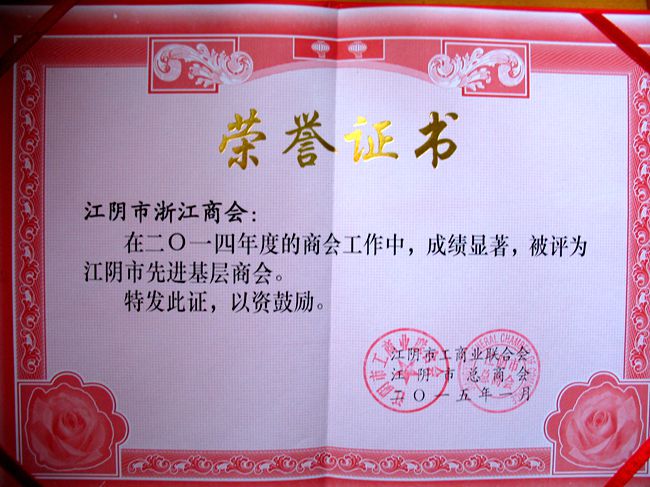 荣誉证书
江阴市浙江商会：
在二〇一四年度的商会工作中，成绩显著，被评为
江阴市先进基层商会。
特发此证，以资鼓励。
江阴市工商业联合会
江阴市总商会
二〇一五年一月